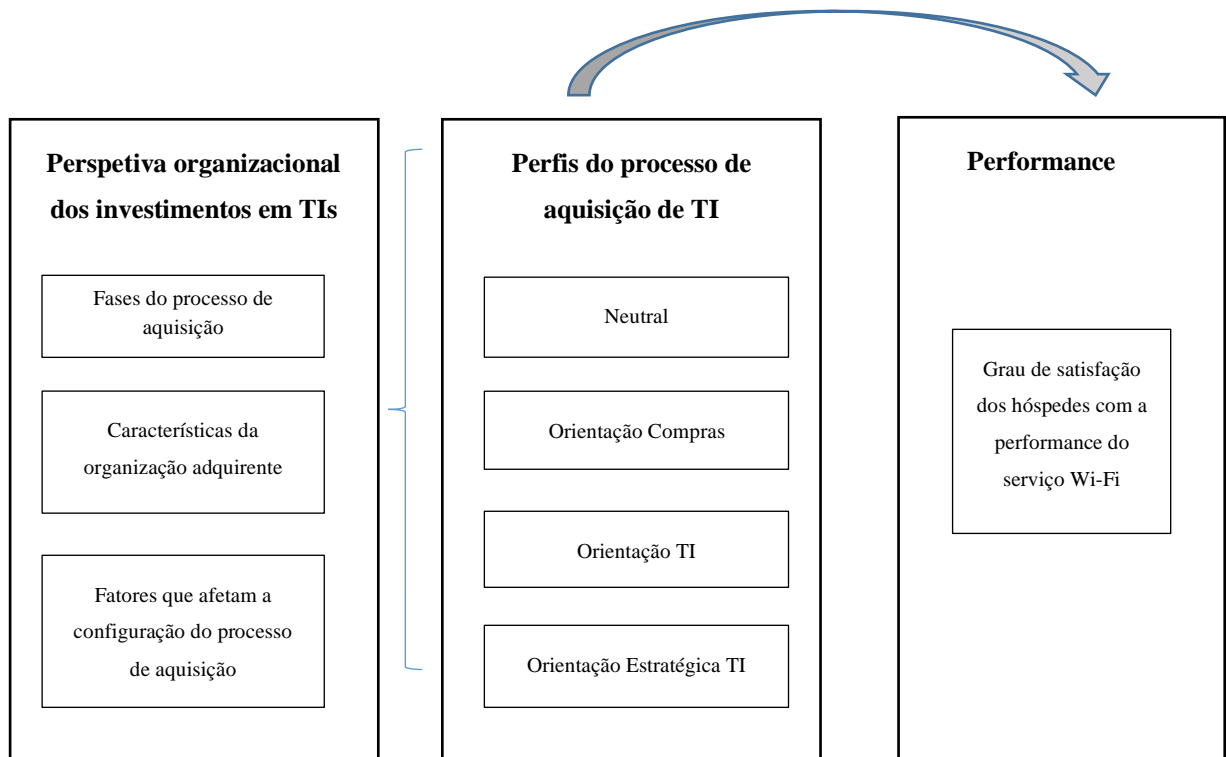 Perspetiva organizacional
dos investimentos em TIs
Fases do processo de
aquisição
Características da
organização adquirente
Fatores que afetam a
configuração do processo
de aquisição
Perfis do processo de
aquisição de TI
Neutral
Orientação Compras
Orientação TI
Orientação Estratégica TI
Performance
Grau de satisfação
dos hóspedes com a
performance do
serviço Wi-Fi